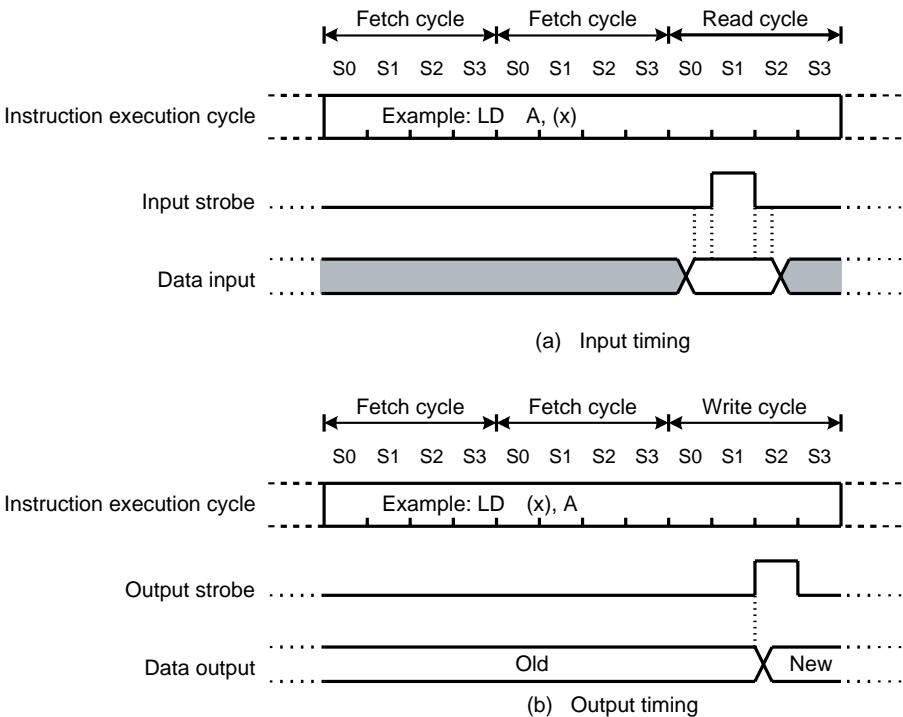 Fetch cycle Fetch cycle Read cycle
S0 S1 S2 S3 S0 S1 S2 S3 S0 S1 S2 S3
Instruction execution cycle Example: LD A, (x)
Input strobe
Data input
(a) Input timing
Fetch cycle Fetch cycle Write cycle
S0 S1 S2 S3 S0 S1 S2 S3 S0 S1 S2 S3
Instruction execution cycle Example: LD (x), A
Output strobe
Data output Old New
(b) Output timing